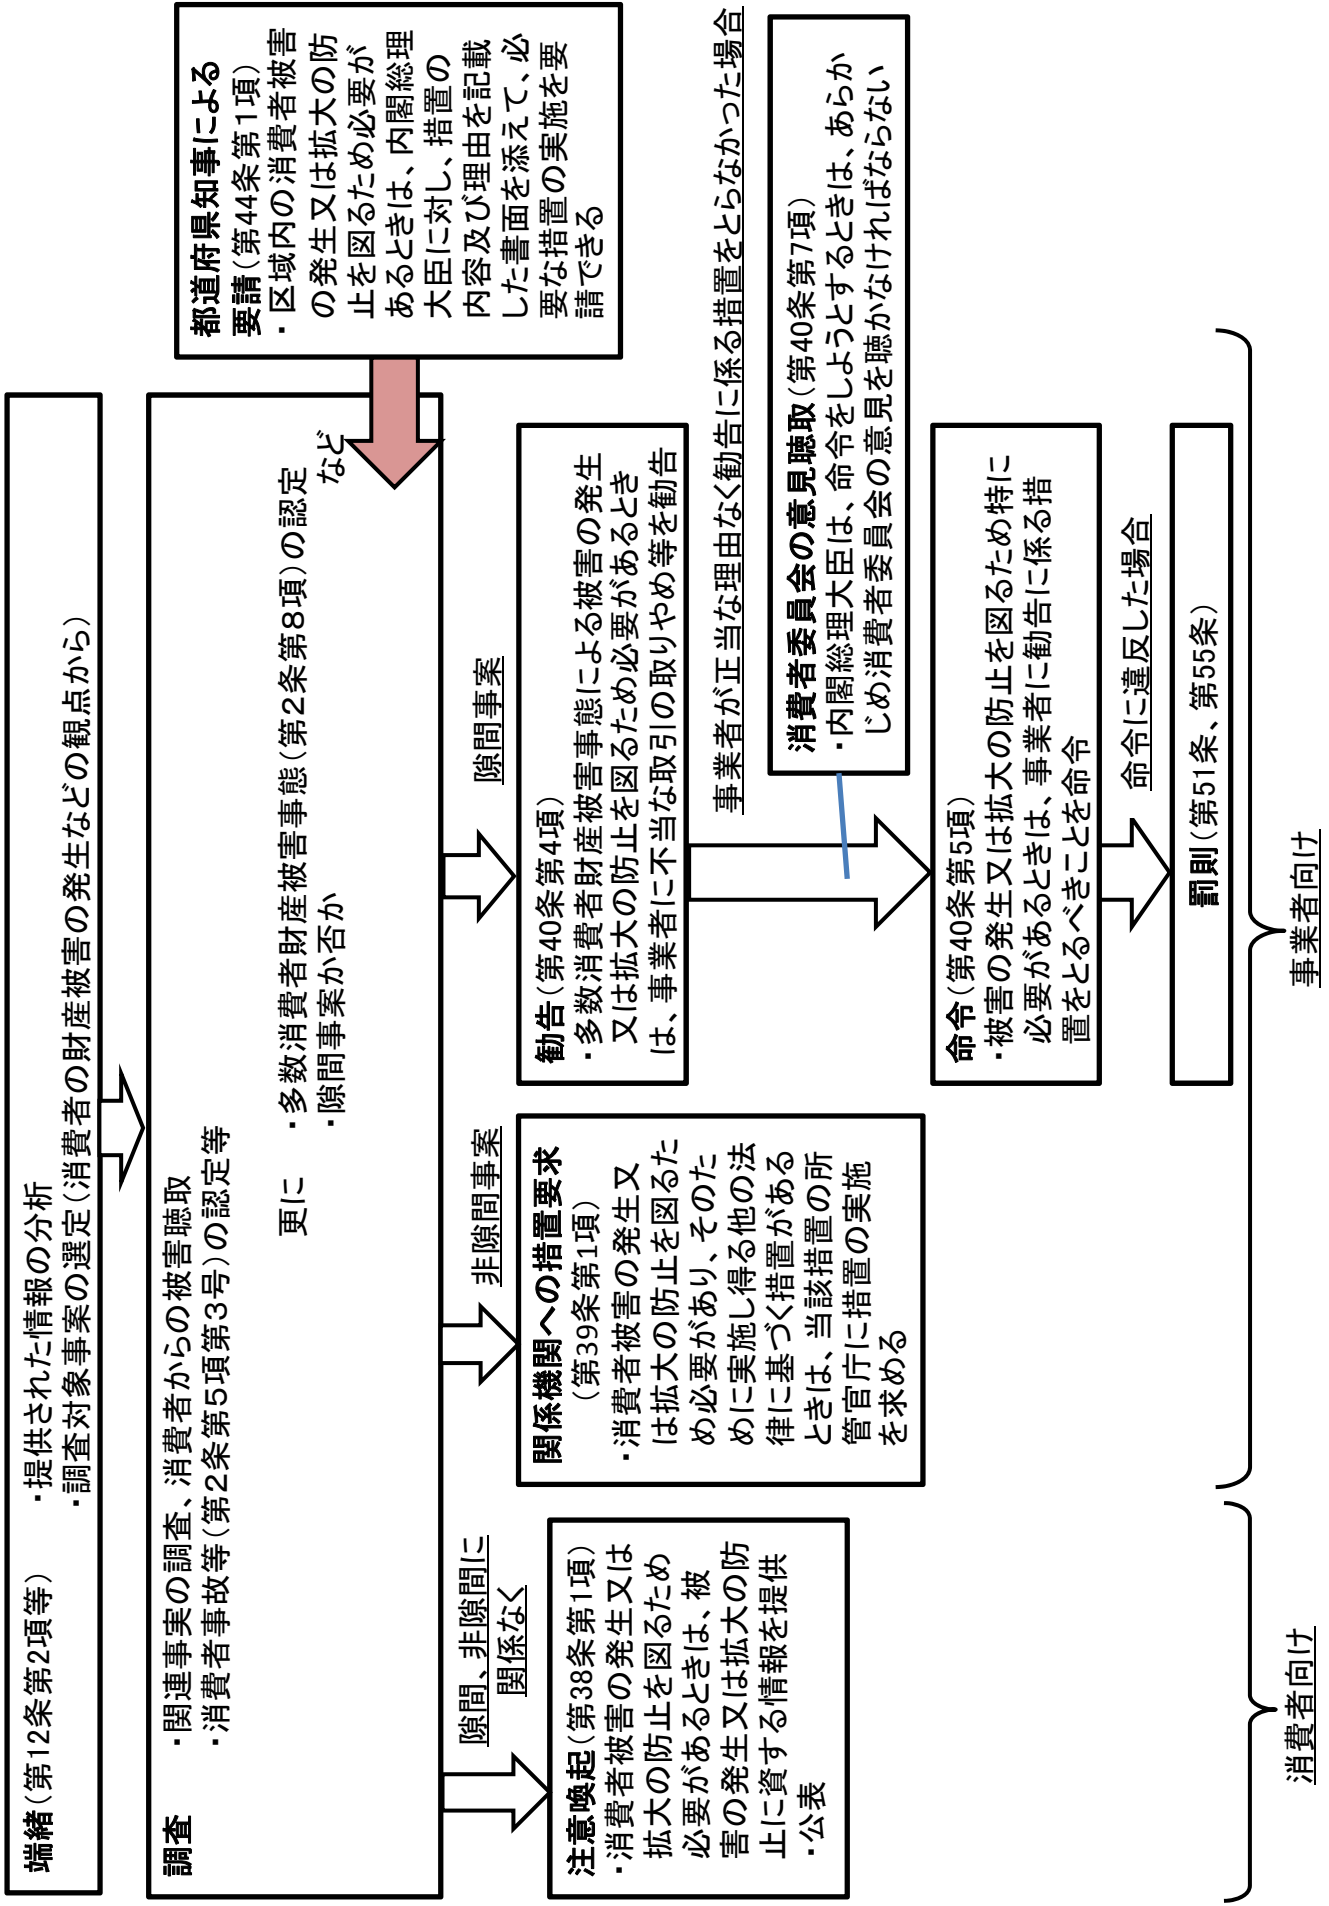 端緒（第12条第2項等）
・提供された情報の分析
・調査対象事案の選定（消費者の財産被害の発生などの観点から）
調査
・関連事実の調査、消費者からの被害聴取
・消費者事故等（第２条第５項第３号）の認定等
更に
・多数消費者財産被害事態（第２条第８項）の認定
・隙間事案か否か
など
都道府県知事による
要請（第44条第１項）
・区域内の消費者被害
の発生又は拡大の防
止を図るため必要が
あるときは、内閣総理
大臣に対し、措置の
内容及び理由を記載
した書面を添えて、必
要な措置の実施を要
請できる
隙間、非隙間に
関係なく
注意喚起（第38条第1項）
・消費者被害の発生又は
拡大の防止を図るため
必要があるときは、被
害の発生又は拡大の防
止に資する情報を提供
・公表
非隙間事案
関係機関への措置要求
（第39条第1項）
・消費者被害の発生又
は拡大の防止を図るた
め必要があり、そのた
めに実施し得る他の法
律に基づく措置がある
ときは、当該措置の所
管官庁に措置の実施
を求める
隙間事案
勧告（第40条第4項）
・多数消費者財産被害事態による被害の発生
又は拡大の防止を図るため必要があるとき
は、事業者に不当な取引の取りやめ等を勧告
事業者が正当な理由なく勧告に係る措置をとらなかった場合
消費者委員会の意見聴取（第40条第7項）
・内閣総理大臣は、命令をしようとするときは、あらか
じめ消費者委員会の意見を聴かなければならない
命令（第40条第5項）
・被害の発生又は拡大の防止を図るため特に
必要があるときは、事業者に勧告に係る措
置をとるべきことを命令
命令に違反した場合
罰則（第51条、第55条）
消費者向け
事業者向け